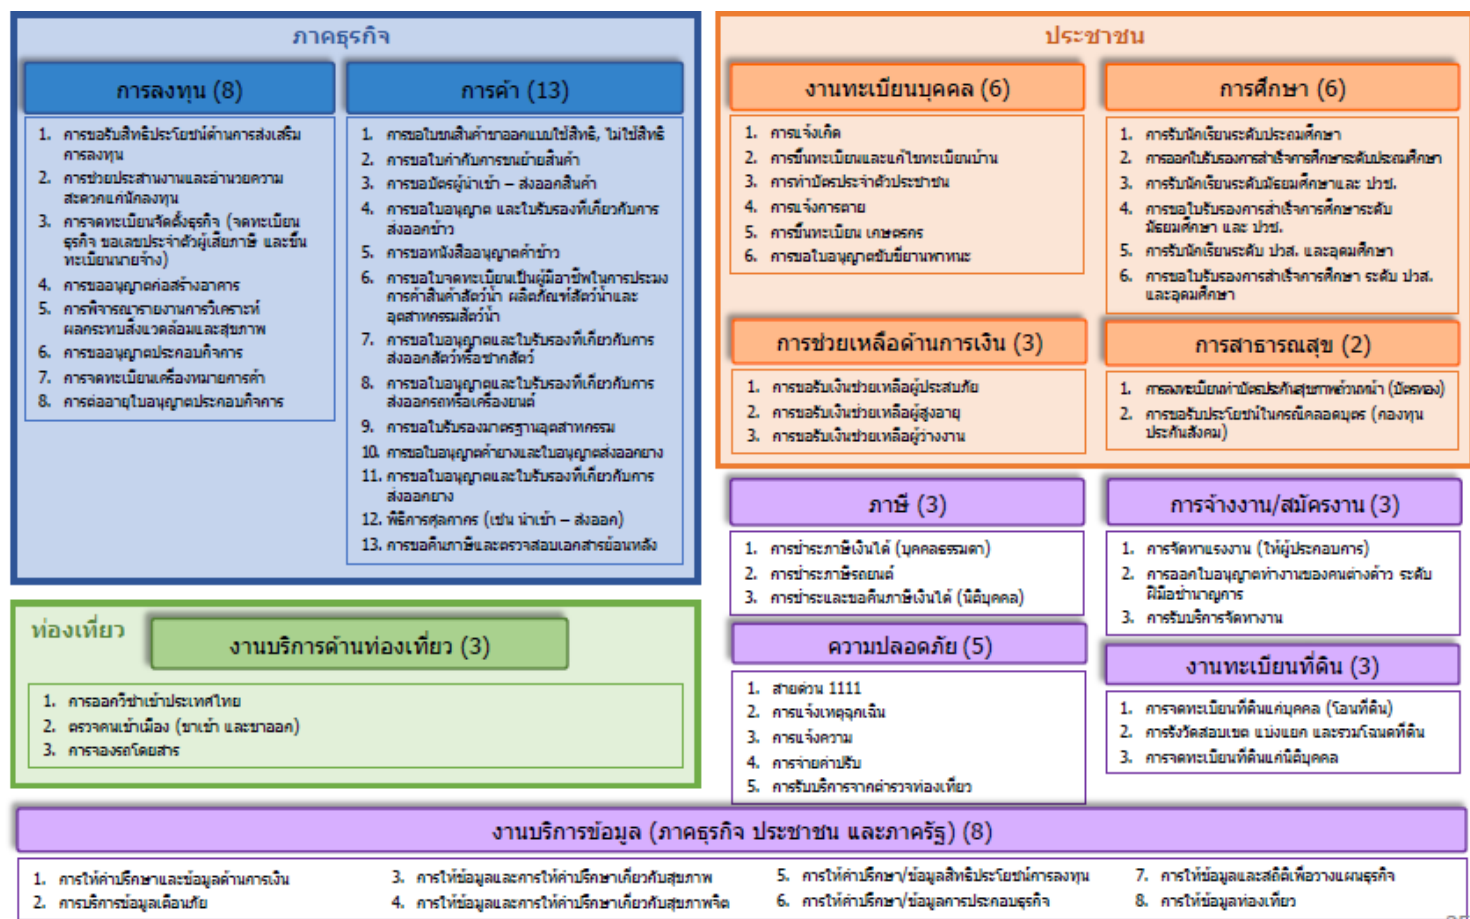 ภาคธุรกิจ
การลงทุน (8)
1. การขอรับสิทธิประโยชน์ด้านการส่งเสริม
การลงทุน
2. การช่วยประสานงานและอำนวยความ
สะดวกแก่นักลงทุน
3. การจดทะเบียนจัดตั้งธุรกิจ (จดทะเบียน
ธุรกิจ ขอเลขประจำตัวผู้เสียภาษี และขึ้น
ทะเบียนนายจ้าง)
4. การขออนุญาตก่อสร้างอาคาร
5. การพิจารณารายงานการวิเคราะห์
ผลกระทบสิ่งแวดล้อมและสุขภาพ
6. การขออนุญาตประกอบกิจการ
7. การจดทะเบียนเครื่องหมายการค้า
8. การต่ออายุใบอนุญาตประกอบกิจการ
การค้า (13)
1. การขอใบขนสินค้าขาออกแบบใช้สิทธิ, ไม่ใช้สิทธิ
2. การขอใบกำกับการขนย้ายสินค้า
3. การขอบัตรผู้นำเข้า – ส่งออกสินค้า
4. การขอใบอนุญาต และใบรับรองที่เกี่ยวกับการ
ส่งออกข้าว
5. การขอหนังสืออนุญาตค้าข้าว
6. การขอใบจดทะเบียนเป็นผู้มีอาชีพในการประมง
การค้าสินค้าสัตว์น้ำ ผลิตภัณฑ์สัตว์น้ำและ
อุตสาหกรรมสัตว์น้ำ
7. การขอใบอนุญาตและใบรับรองที่เกี่ยวกับการ
ส่งออกสัตว์หรือซากสัตว์
8. การขอใบอนุญาตและใบรับรองที่เกี่ยวกับการ
ส่งออกรถหรือเครื่องยนต์
9. การขอใบรับรองมาตรฐานอุตสาหกรรม
10. การขอใบอนุญาตค้ายางและใบอนุญาตส่งออกยาง
11. การขอใบอนุญาตและใบรับรองที่เกี่ยวกับการ
ส่งออกยาง
12. พิธีการศุลกากร (เช่น นำเข้า – ส่งออก)
13. การขอคืนภาษีและตรวจสอบเอกสารย้อนหลัง
ท่องเที่ยว
งานบริการด้านท่องเที่ยว (3)
1. การออกวีซ่าเข้าประเทศไทย
2. ตรวจคนเข้าเมือง (ขาเข้า และขาออก)
3. การจองรถโดยสาร
ประชาชน
งานทะเบียนบุคคล (6)
1. การแจ้งเกิด
2. การขึ้นทะเบียนและแก้ไขทะเบียนบ้าน
3. การทำบัตรประจำตัวประชาชน
4. การแจ้งการตาย
5. การขึ้นทะเบียน เกษตรกร
6. การขอใบอนุญาตขับขี่ยานพาหนะ
การศึกษา (6)
1. การรับนักเรียนระดับประถมศึกษา
2. การออกใบรับรองการสำเร็จการศึกษาระดับประถมศึกษา
3. การรับนักเรียนระดับมัธยมศึกษาและ ปวช.
4. การขอใบรับรองการสำเร็จการศึกษาระดับ
มัธยมศึกษา และ ปวช.
5. การรับนักเรียนระดับ ปวส. และอุดมศึกษา
6. การขอใบรับรองการสำเร็จการศึกษา ระดับ ปวส.
และอุดมศึกษา
การช่วยเหลือด้านการเงิน (3)
1. การขอรับเงินช่วยเหลือผู้ประสบภัย
2. การขอรับเงินช่วยเหลือผู้สูงอายุ
3. การขอรับเงินช่วยเหลือผู้ว่างงาน
การสาธารณสุข (2)
1. การลงทะเบียนทำบัตรประกันสุขภาพถ้วนหน้า (บัตรทอง)
2. การขอรับประโยชน์ในกรณีคลอดบุตร (กองทุน
ประกันสังคม)
ภาษี (3)
1. การชำระภาษีเงินได้ (บุคคลธรรมดา)
2. การชำระภาษีรถยนต์
3. การชำระและขอคืนภาษีเงินได้ (นิติบุคคล)
การจ้างงาน/สมัครงาน (3)
1. การจัดหาแรงงาน (ให้ผู้ประกอบการ)
2. การออกใบอนุญาตทำงานของคนต่างด้าว ระดับ
ฝีมือชำนาญการ
3. การรับบริการจัดหางาน
ความปลอดภัย (5)
1. สายด่วน 1111
2. การแจ้งเหตุฉุกเฉิน
3. การแจ้งความ
4. การจ่ายค่าปรับ
5. การรับบริการจากตำรวจท่องเที่ยว
งานทะเบียนที่ดิน (3)
1. การจดทะเบียนที่ดินแก่บุคคล (โอนที่ดิน)
2. การรังวัดสอบเขต แบ่งแยก และรวมโฉนดที่ดิน
3. การจดทะเบียนที่ดินแก่นิติบุคคล
งานบริการข้อมูล (ภาคธุรกิจ ประชาชน และภาครัฐ) (8)
1. การให้คำปรึกษาและข้อมูลด้านการเงิน
2. การบริการข้อมูลเตือนภัย
3. การให้ข้อมูลและการให้คำปรึกษาเกี่ยวกับสุขภาพ
4. การให้ข้อมูลและการให้คำปรึกษาเกี่ยวกับสุขภาพจิต
5. การให้คำปรึกษา/ข้อมูลสิทธิประโยชน์การลงทุน
6. การให้คำปรึกษา/ข้อมูลการประกอบธุรกิจ
7. การให้ข้อมูลและสถิติเพื่อวางแผนธุรกิจ
8. การให้ข้อมูลท่องเที่ยว